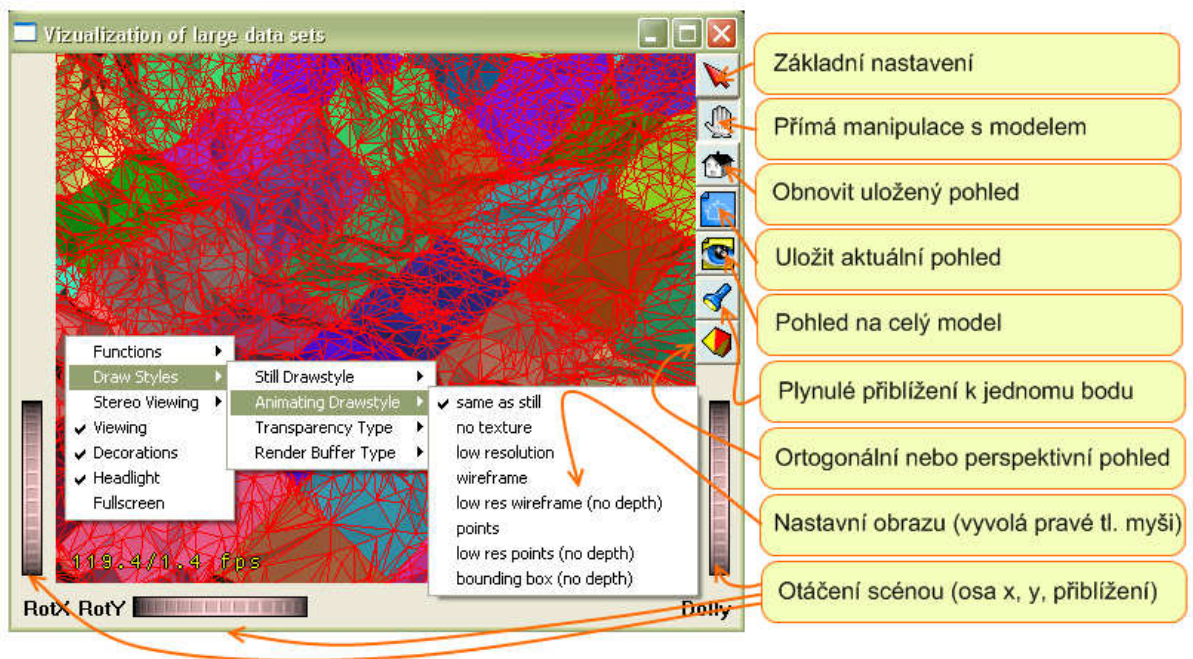 Vizualization of large data sets
Základní nastavení
Přímá manipulace s modelem
Obnovit uložený pohled
Uložit aktuální pohled
Pohled na celý model
Plynulé přiblížení k jednomu bodu
Ortogonální nebo perspektivní pohled
Nastavní obrazu (vyvolá pravé tl. myši)
Otáčení scénou (osa x, y, přiblížení)
Functions
Draw Styles
Stereo Viewing
Viewing
Decorations
Headlight
Fullscreen
Still Drawstyle
Animating Drawstyle
Transparency Type
Render Buffer Type
same as still
no texture
low resolution
wireframe
low res wireframe (no depth)
points
low res points (no depth)
bounding box (no depth)
119.4/1.4 fps
RotX RotY
Dolly